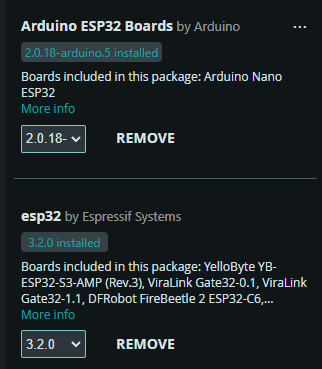 Arduino ESP32 Boards by Arduino ...
2.0.18-arduino.5 installed
Boards included in this package: Arduino Nano
ESP32
More info
2.0.18- REMOVE
esp32 by Espressif Systems
3.2.0 installed
Boards included in this package: YelloByte YB-
ESP32-S3-AMP (Rev.3), ViraLink Gate32-0.1, ViraLink
Gate32-1.1, DFRobot FireBeetle 2 ESP32-C6,...
More info
3.2.0 REMOVE